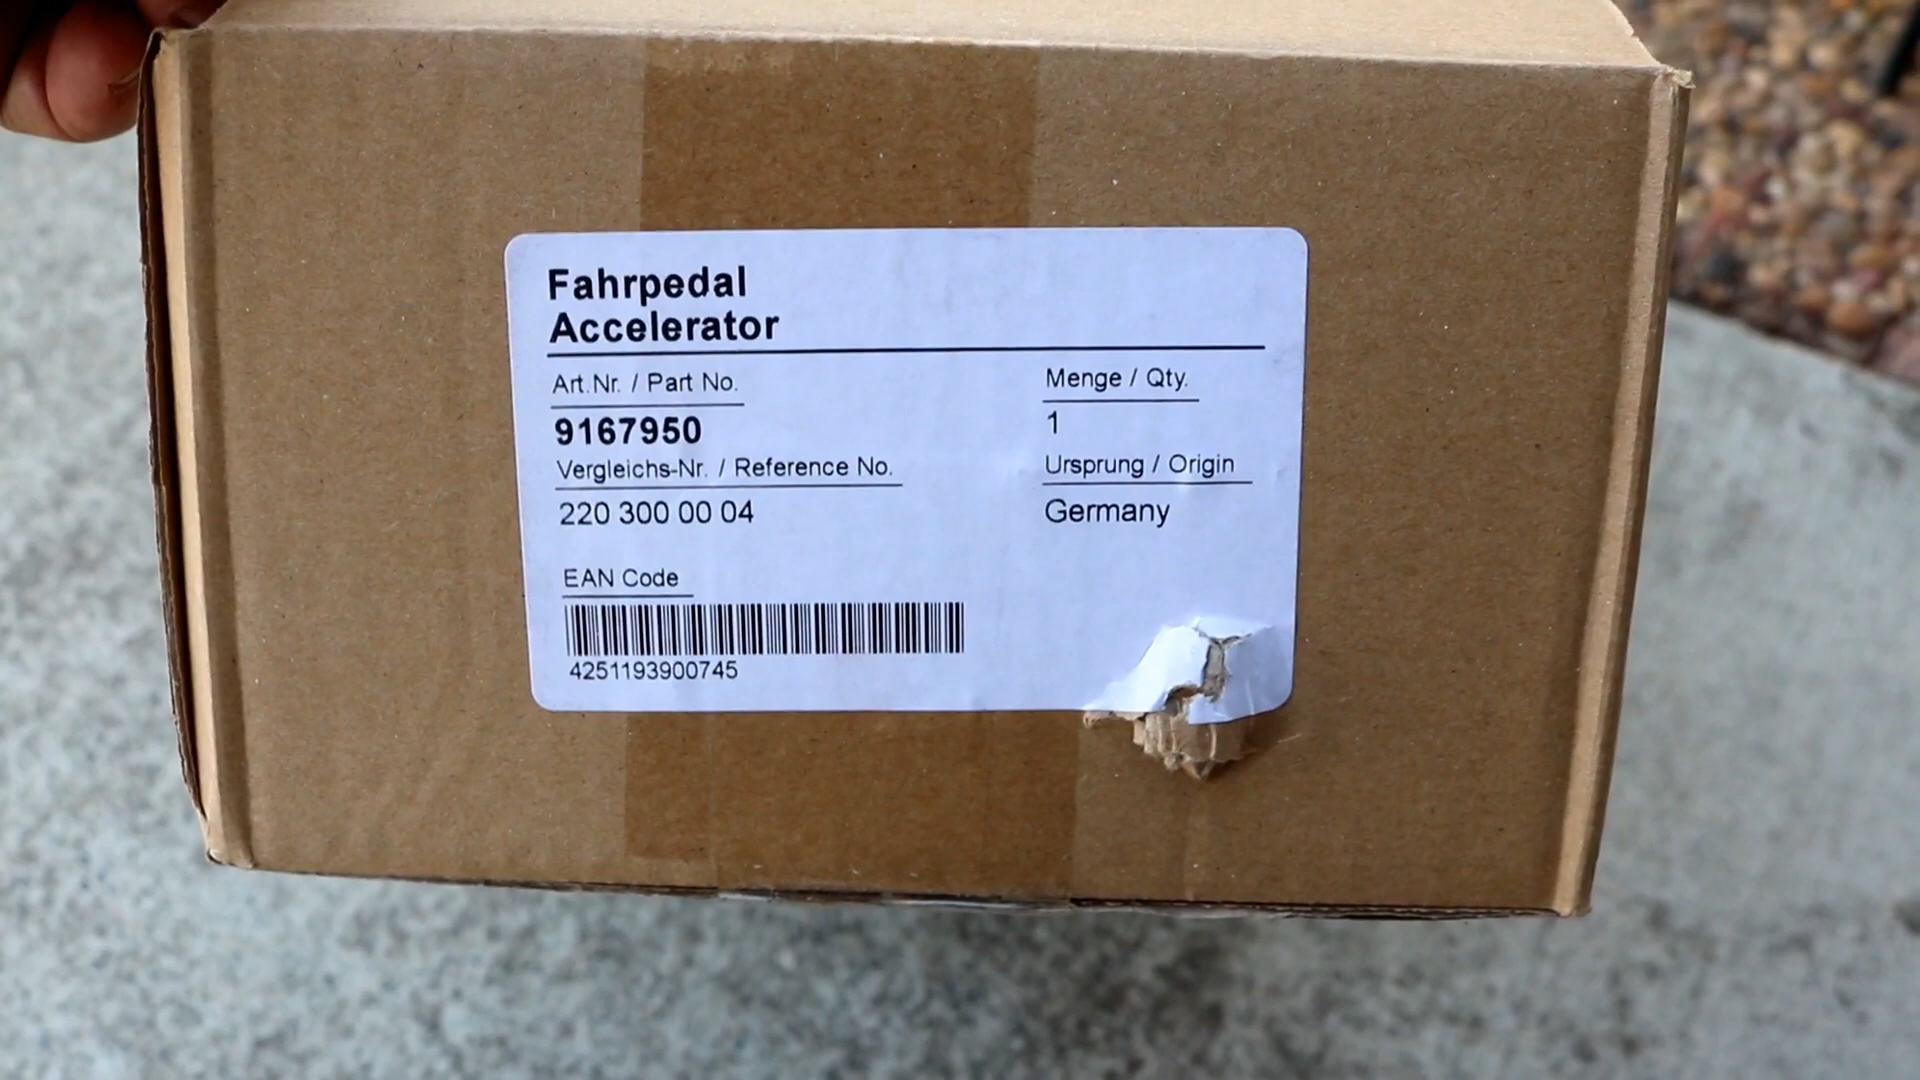 Fahrpedal
Accelerator
Art.Nr. / Part No.
9167950
Vergleichs-Nr. / Reference No.
220 300 00 04
Menge / Qty.
1
Ursprung / Origin
Germany
EAN Code
4251193900745